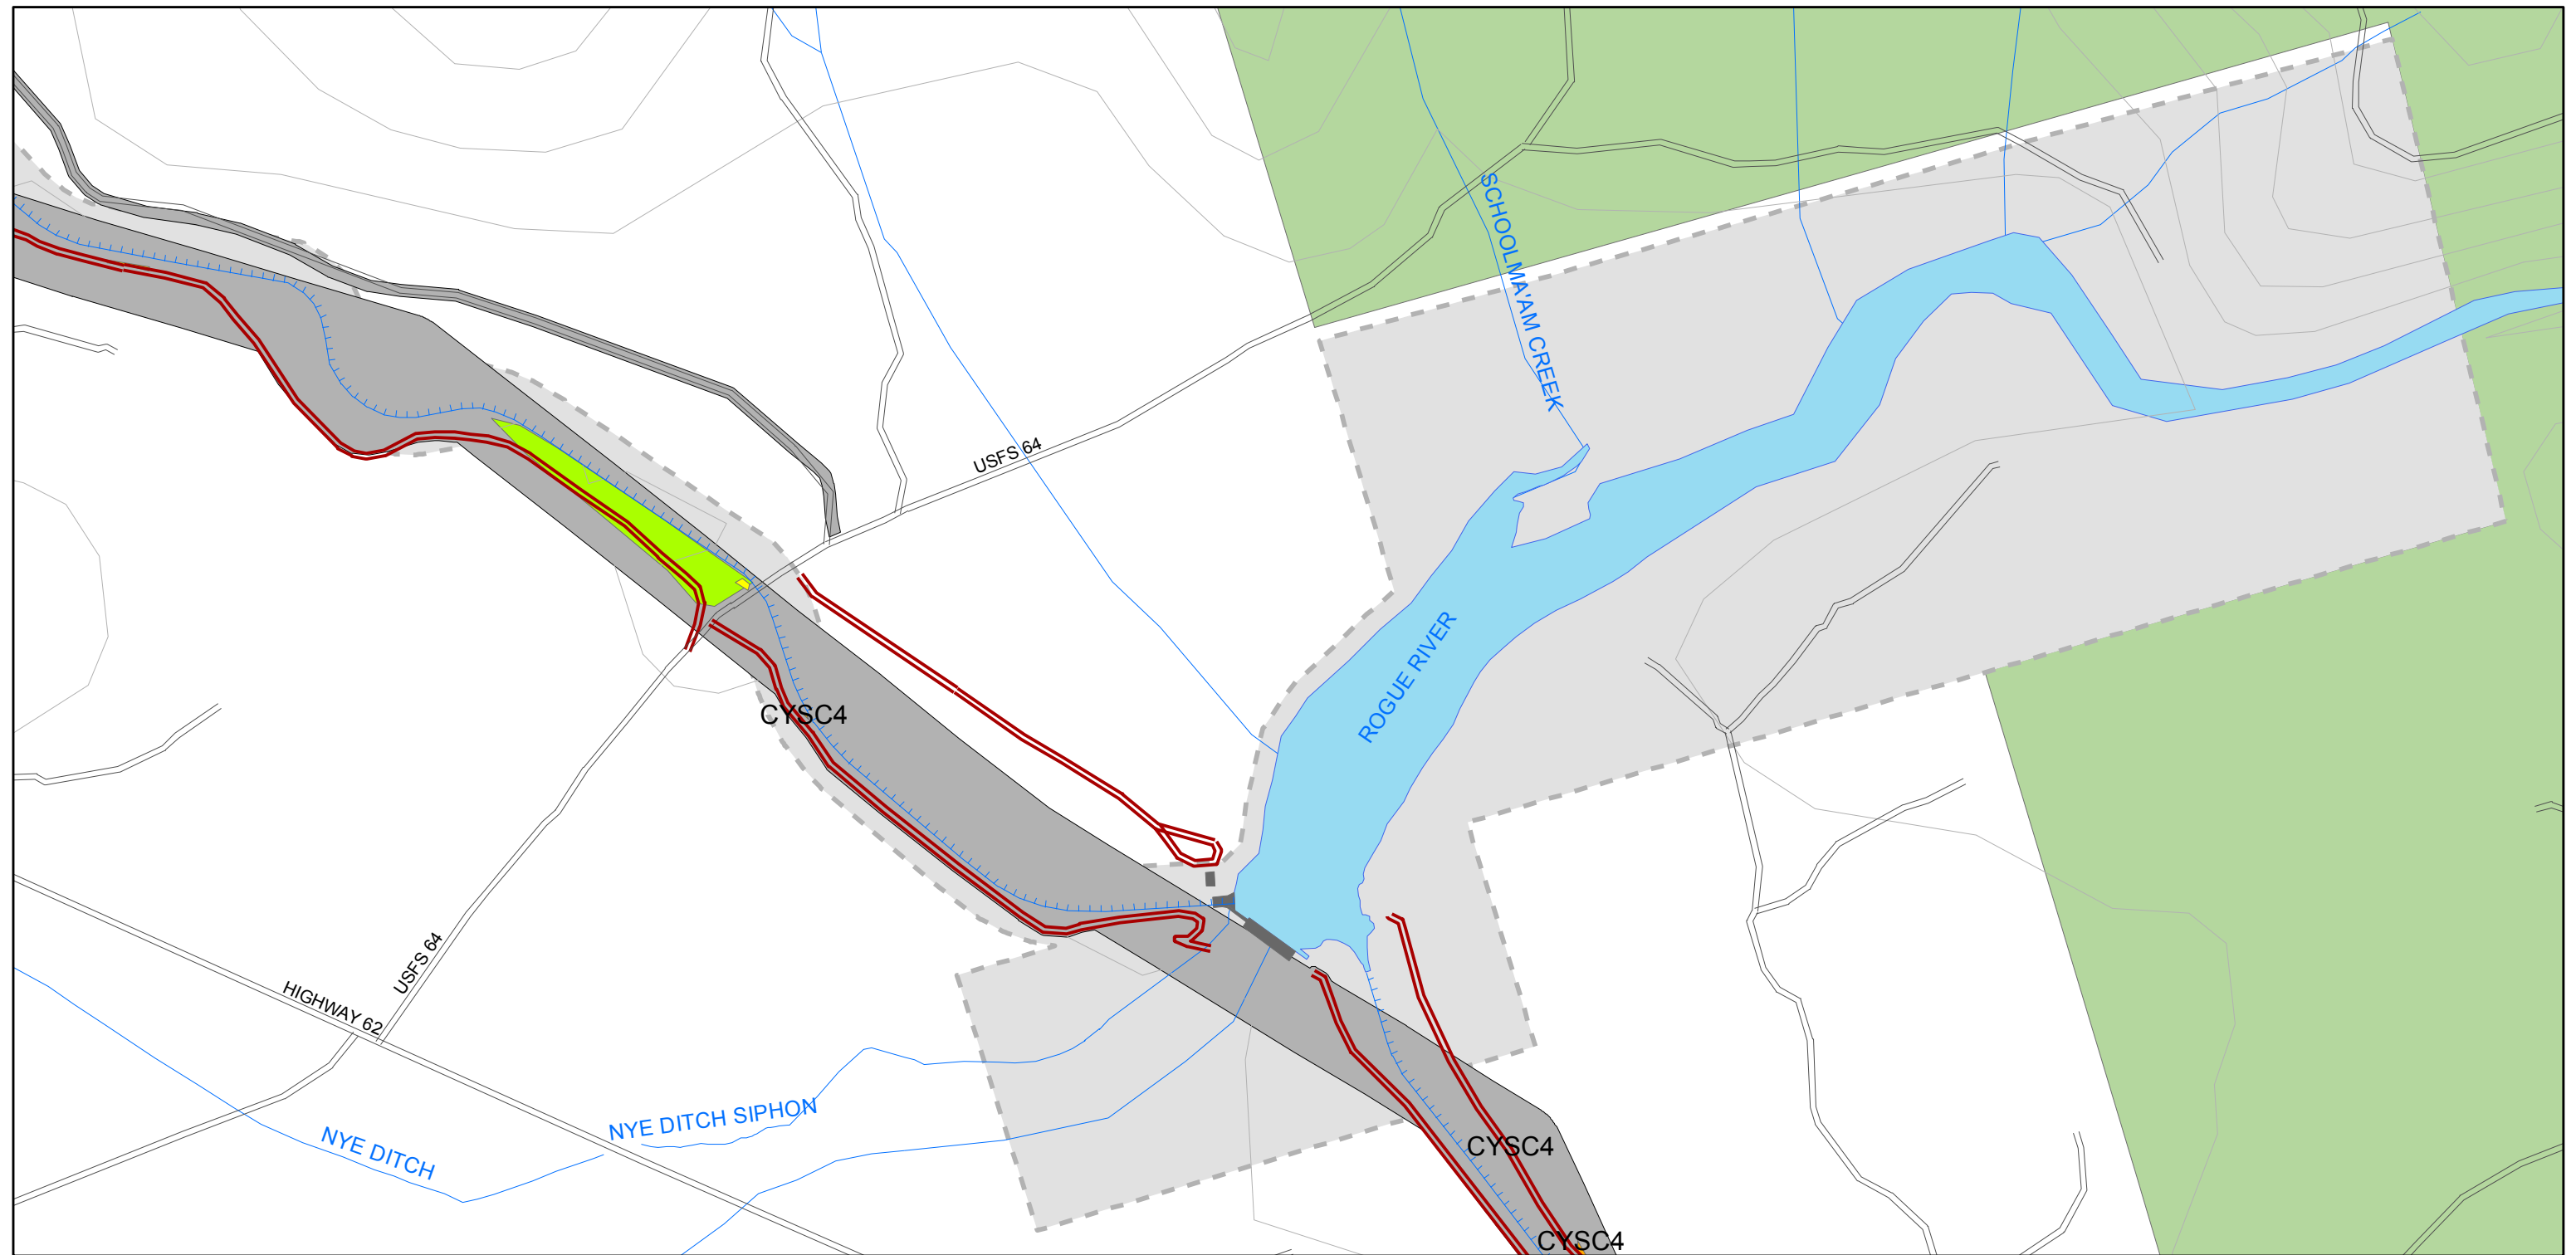 SCHOOLMA'AM CREEK
USFS 64
ROGUE RIVER
CYSC4
USFS 64
HIGHWAY 62
NYE DITCH SIPHON
NYE DITCH
CYSC4
CYSC4